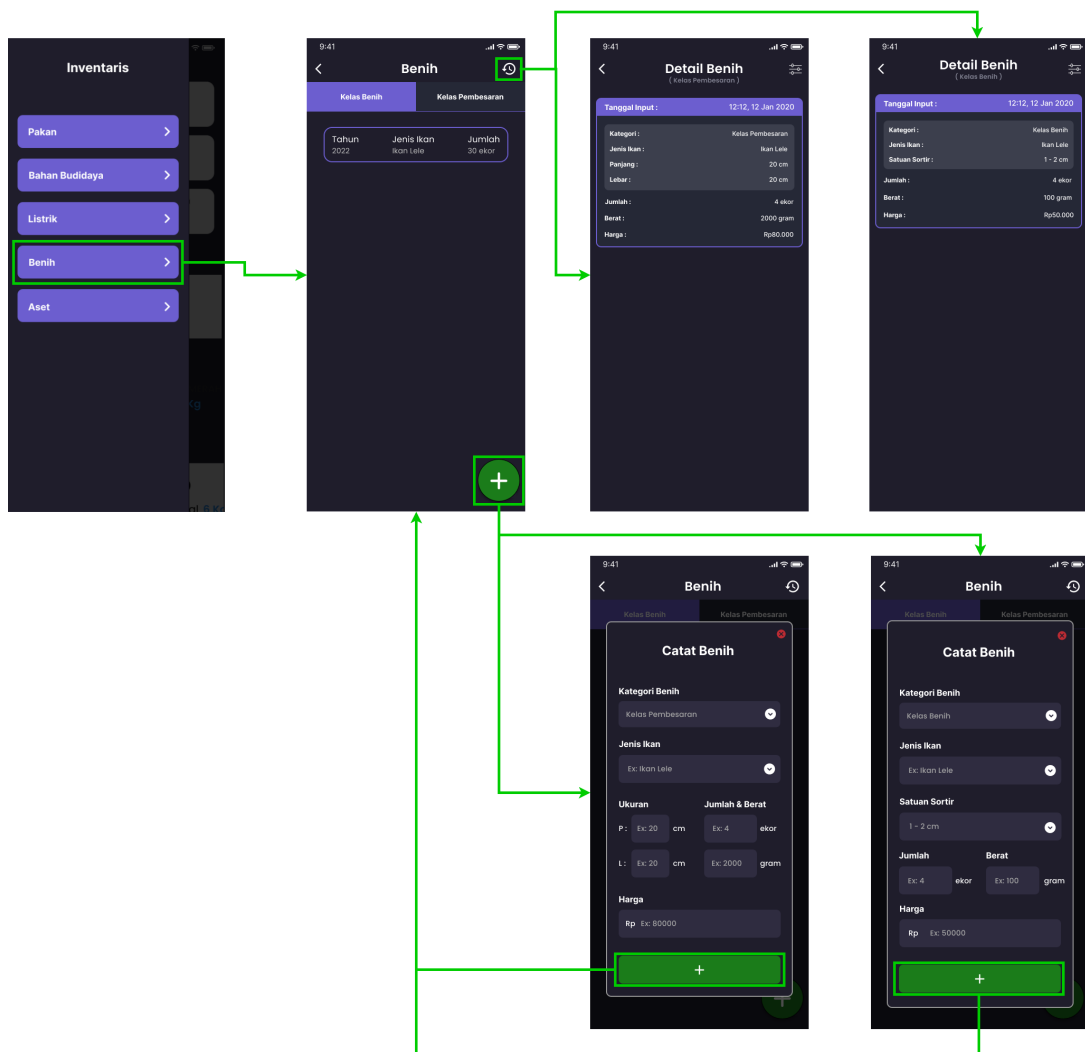 Inventaris
Pakan
Bahan Budidaya
Listrik
Benih
Aset
Kg
al 6 Kg
9:41
Benih
Kelas Benih Kelas Pembesaran
Tahun Jenis Ikan Jumlah
2022 Ikan Lele 30 ekor
+
9:41
Detail Benih
( Kelas Pembesaran )
Tanggal Input : 12:12, 12 Jan 2020
Kategori : Kelas Pembesaran
Jenis Ikan : Ikan Lele
Panjang : 20 cm
Lebar : 20 cm
Jumlah : 4 ekor
Berat : 2000 gram
Harga : Rp80.000
9:41
Detail Benih
( Kelas Benih )
Tanggal Input : 12:12, 12 Jan 2020
Kategori : Kelas Benih
Jenis Ikan : Ikan Lele
Satuan Sortir : 1 - 2 cm
Jumlah : 4 ekor
Berat : 100 gram
Harga : Rp50.000
9:41
Benih
Kelas Benih Kelas Pembesaran
Catat Benih
Kategori Benih
Kelas Pembesaran
Jenis Ikan
Ex: Ikan Lele
Ukuran Jumlah & Berat
P : Ex: 20 cm Ex: 4 ekor
L : Ex: 20 cm Ex: 2000 gram
Harga
Rp Ex: 80000
+
9:41
Benih
Kelas Benih Kelas Pembesaran
Catat Benih
Kategori Benih
Kelas Benih
Jenis Ikan
Ex: Ikan Lele
Satuan Sortir
1 - 2 cm
Jumlah Berat
Ex: 4 ekor Ex: 100 gram
Harga
Rp Ex: 50000
+